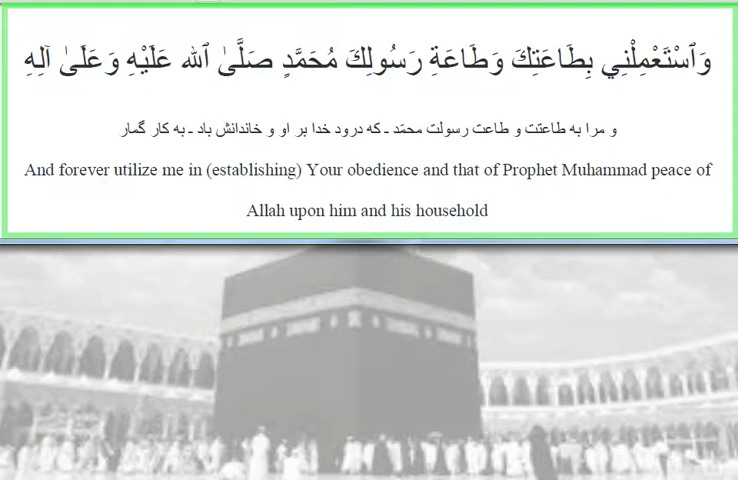 وَٱسْتَعْمِلْنِي بِطَاعَتِكَ وَطَاعَةِ رَسُولِكَ مُحَمَّدٍ صَلَّىٰ ٱلله عَلَيْهِ وَعَلَىٰ آلِهِ
و مرا به طاعتت و طاعت رسولت محمّد ـ که درود خدا بر او و خاندانش باد ـ به کار گمار
And forever utilize me in (establishing) Your obedience and that of Prophet Muhammad peace of
Allah upon him and his household